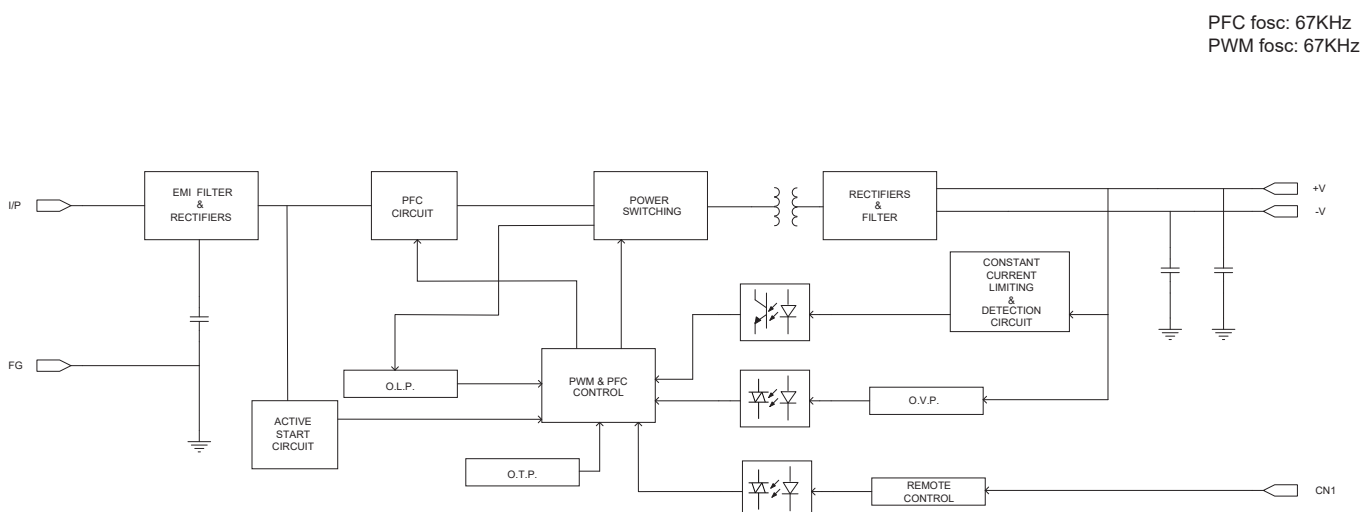 PFC fosc: 67KHz
PWM fosc: 67KHz
I/P
EMI FILTER
&
RECTIFIERS
PFC
CIRCUIT
POWER
SWITCHING
RECTIFIERS
&
FILTER
+V
-V
CONSTANT
CURRENT
LIMITING
&
DETECTION
CIRCUIT
FG
O.L.P.
PWM & PFC
CONTROL
O.V.P.
ACTIVE
START
CIRCUIT
O.T.P.
REMOTE
CONTROL
CN1